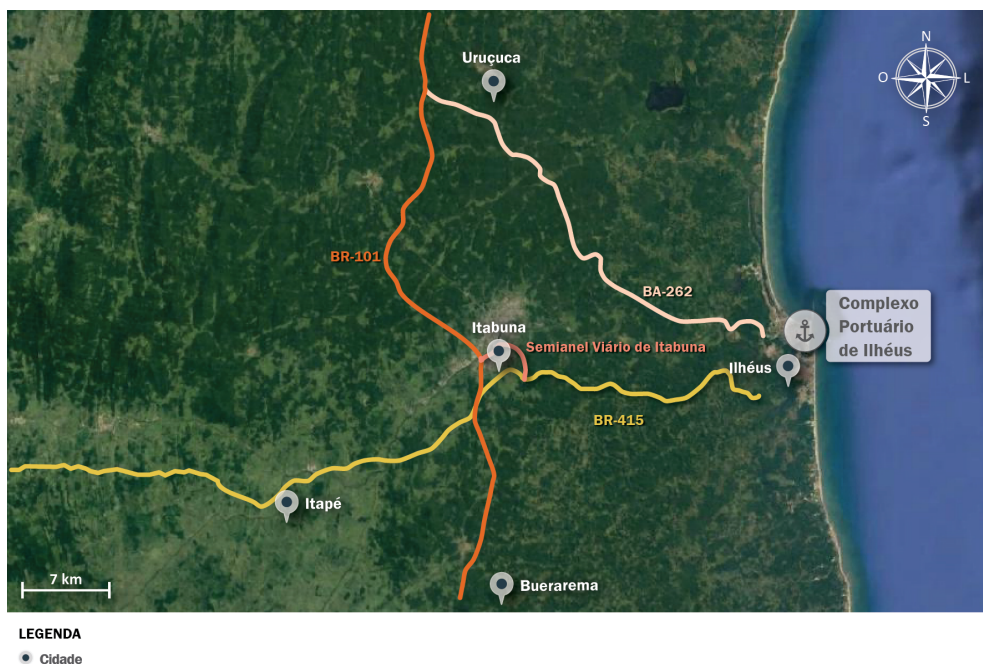 N
O
L
S
Uruçuca
BR-101
BA-262
Complexo
Portuário
de Ilhéus
Itabuna
Semianel Viário de Itabuna
Ilhéus
BR-415
Itapé
7 km
Buerarema
LEGENDA
Cidade